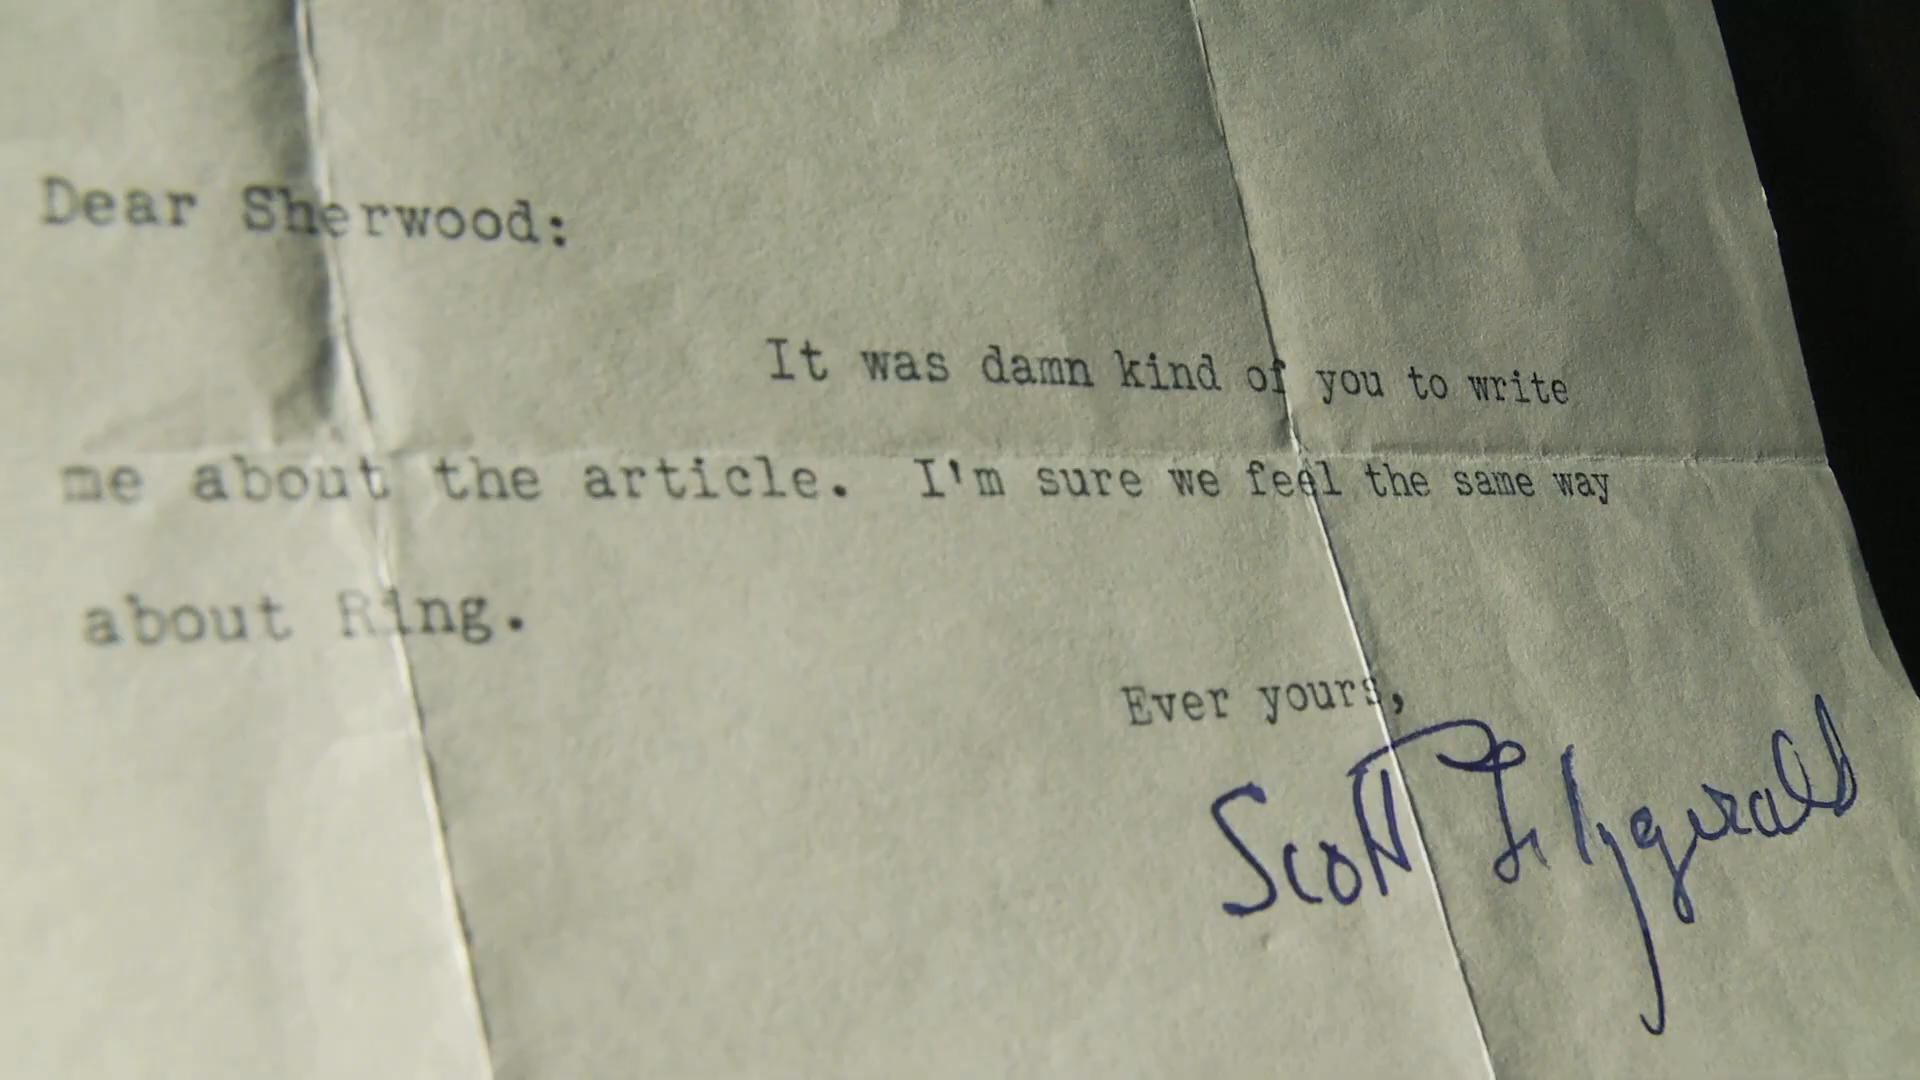 Dear Sherwood:
It was damn kind of you to write
me about the article. I'm sure we feel the same way
about Ring.
Ever yours,
Scott Fitzgerald